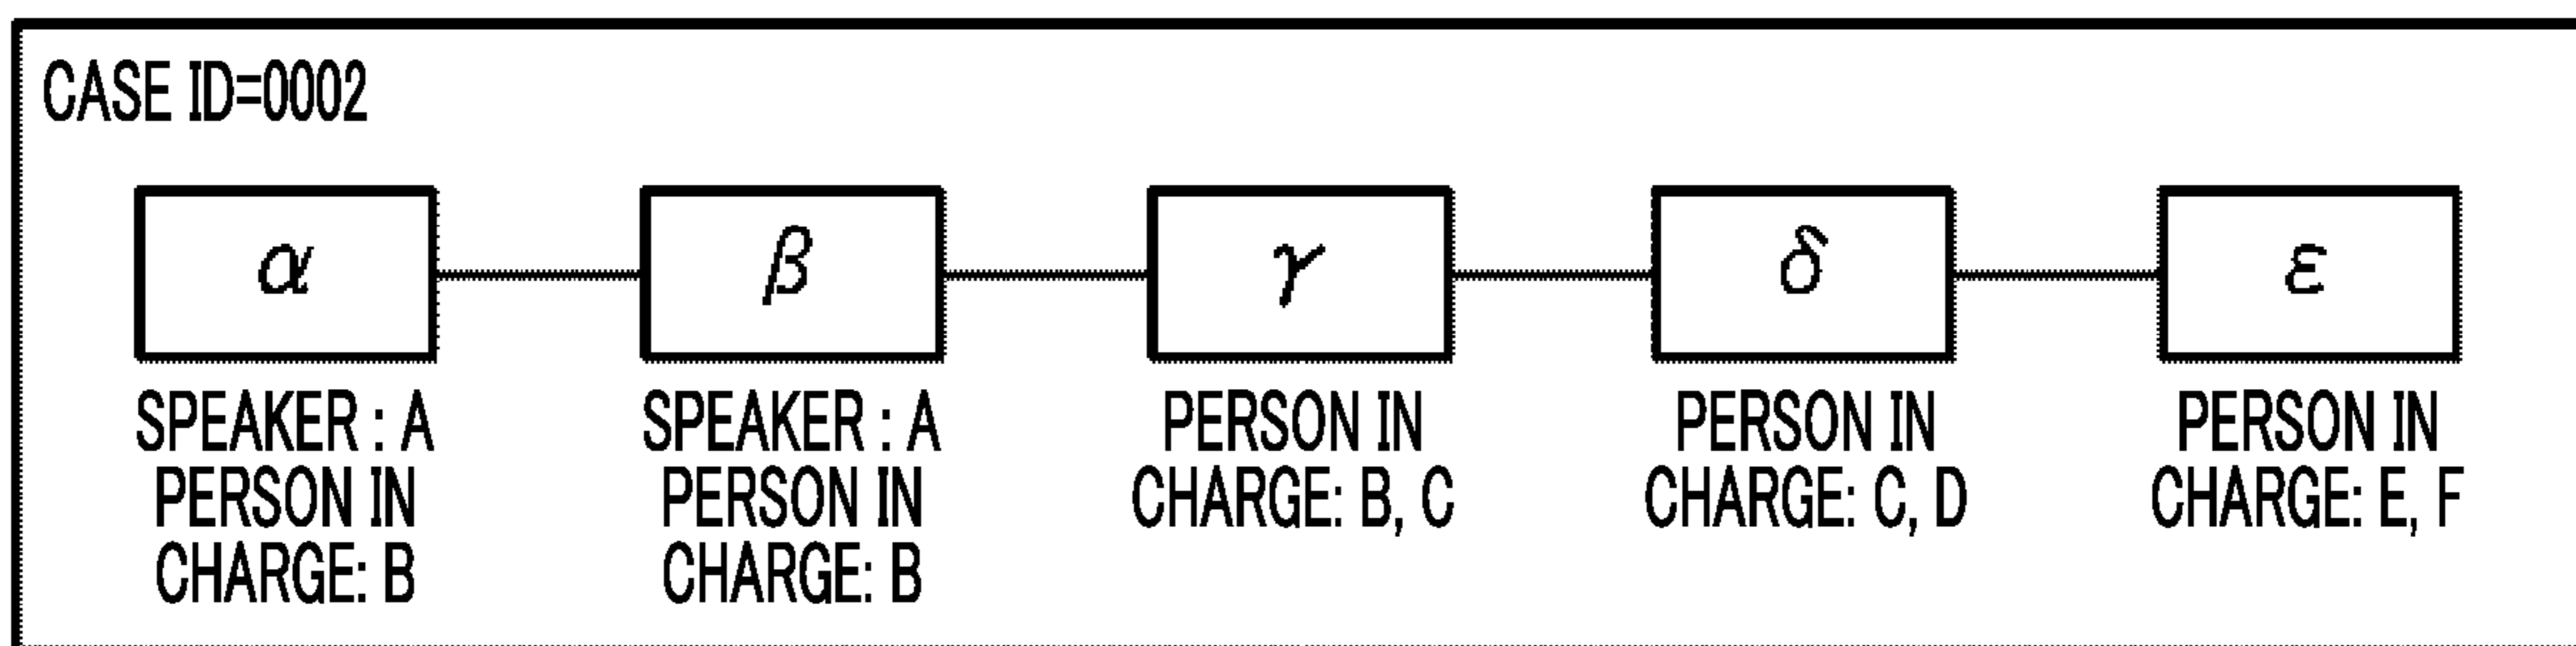 CASE ID=0002
α
β
γ
δ
ε
SPEAKER : A
PERSON IN
CHARGE: B
SPEAKER : A
PERSON IN
CHARGE: B
PERSON IN
CHARGE: B, C
PERSON IN
CHARGE: C, D
PERSON IN
CHARGE: E, F